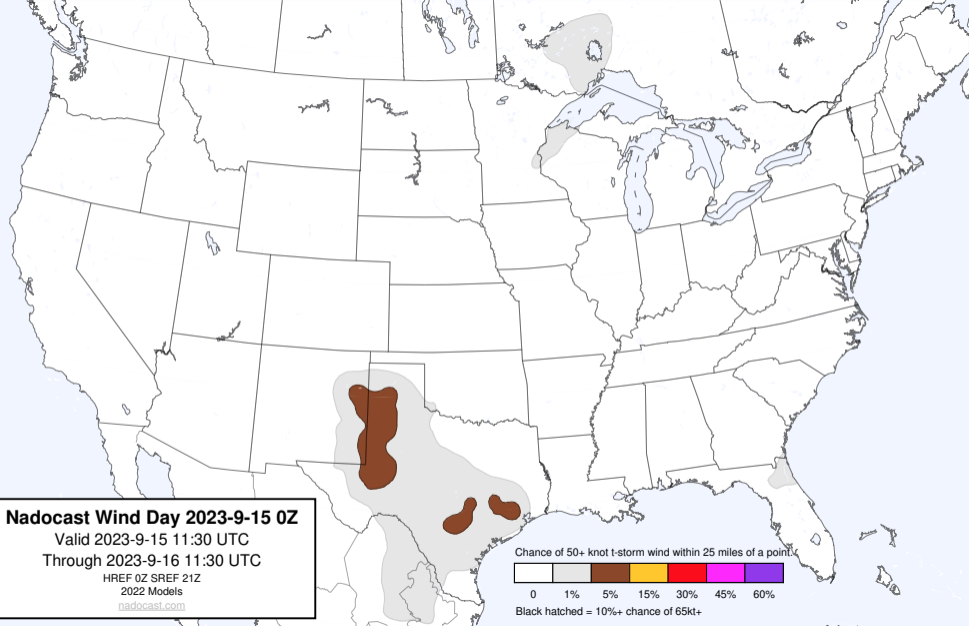 Nadocast Wind Day 2023-9-15 0Z
Valid 2023-9-15 11:30 UTC
Through 2023-9-16 11:30 UTC
HREF 0Z SREF 21Z
2022 Models
nadocast.com
Chance of 50+ knot t-storm wind within 25 miles of a point.
0 1% 5% 15% 30% 45% 60%
Black hatched = 10%+ chance of 65kt+